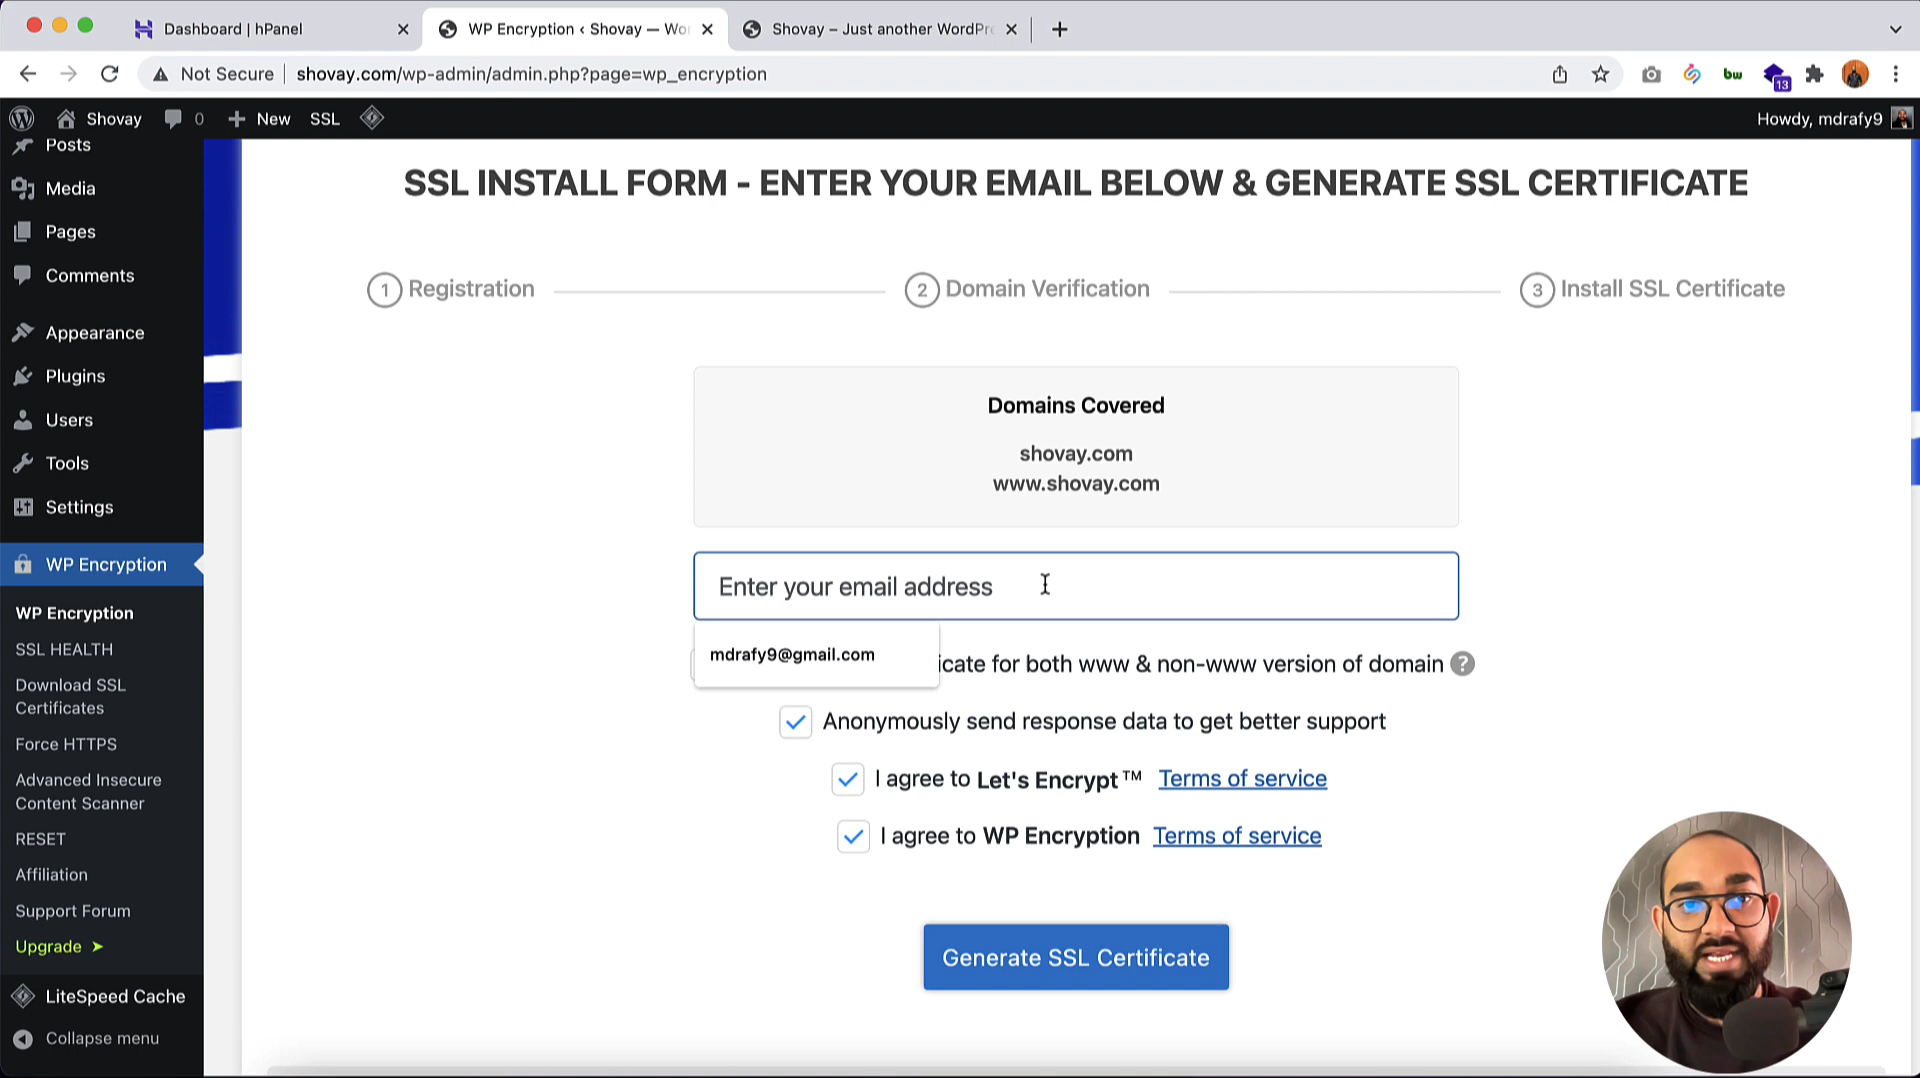 Dashboard | hPanel
WP Encryption ‹ Shovay — Wo
Shovay – Just another WordPr
Not Secure
shovay.com/wp-admin/admin.php?page=wp_encryption
bw
13
Shovay
0
New
SSL
Howdy, mdrafy9
Posts
Media
Pages
Comments
Appearance
Plugins
Users
Tools
Settings
WP Encryption
WP Encryption
SSL HEALTH
Download SSL
Certificates
Force HTTPS
Advanced Insecure
Content Scanner
RESET
Affiliation
Support Forum
Upgrade ➤
LiteSpeed Cache
Collapse menu
SSL INSTALL FORM - ENTER YOUR EMAIL BELOW & GENERATE SSL CERTIFICATE
1 Registration
2 Domain Verification
3 Install SSL Certificate
Domains Covered
shovay.com
www.shovay.com
Enter your email address
mdrafy9@gmail.com
icate for both www & non-www version of domain ?
Anonymously send response data to get better support
I agree to Let's Encrypt™ Terms of service
I agree to WP Encryption Terms of service
Generate SSL Certificate